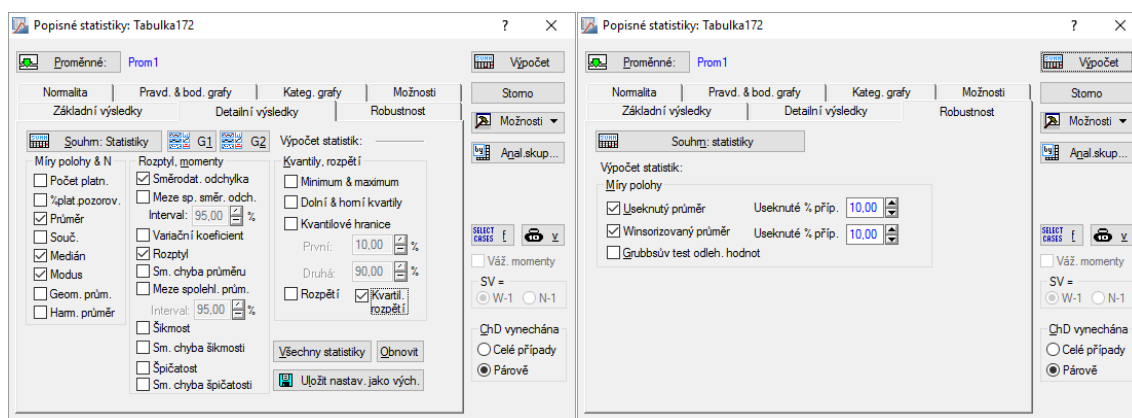 Popisné statistiky: Tabulka172 ? ×
Proměnné: Prom1 Výpočet
Normalita Pravd. & bod. grafy Kateg. grafy Možnosti Storno
Základní výsledky Detailní výsledky Robustnost
Možnosti
Souhrn: Statistiky G1 G2 Výpočet statistik:
Anal.skup...
Míry polohy & N
Počet platn.
%plat.pozorov.
Průměr
Souč.
Medián
Modus
Geom. prům.
Harm. průměr
Rozptyl, momenty
Směrodat. odchylka
Meze sp. směr. odch.
Interval: 95,00 %
Variační koeficient
Rozptyl
Sm. chyba průměru
Meze spolehl. prům.
Interval: 95,00 %
Šikmost
Sm. chyba šikmosti
Špičatost
Sm. chyba špičatosti
Kvantily, rozpětí
Minimum & maximum
Dolní & horní kvartily
Kvantilové hranice
První: 10,00 %
Druhá: 90,00 %
Rozpětí Kvartil. rozpětí
Všechny statistiky Obnovit
Uložit nastav. jako vých.
SELECT CASES f v
Váž. momenty
SV =
W-1 N-1
ChD vynechána
Celé případy
Párově
Popisné statistiky: Tabulka172 ? ×
Proměnné: Prom1 Výpočet
Normalita Pravd. & bod. grafy Kateg. grafy Možnosti Storno
Základní výsledky Detailní výsledky Robustnost
Možnosti
Souhrn: statistiky
Anal.skup...
Výpočet statistik:
Míry polohy
Useknutý průměr Useknuté % příp. 10,00
Winsorizovaný průměr Useknuté % příp. 10,00
Grubbsův test odleh. hodnot
SELECT CASES f v
Váž. momenty
SV =
W-1 N-1
ChD vynechána
Celé případy
Párově